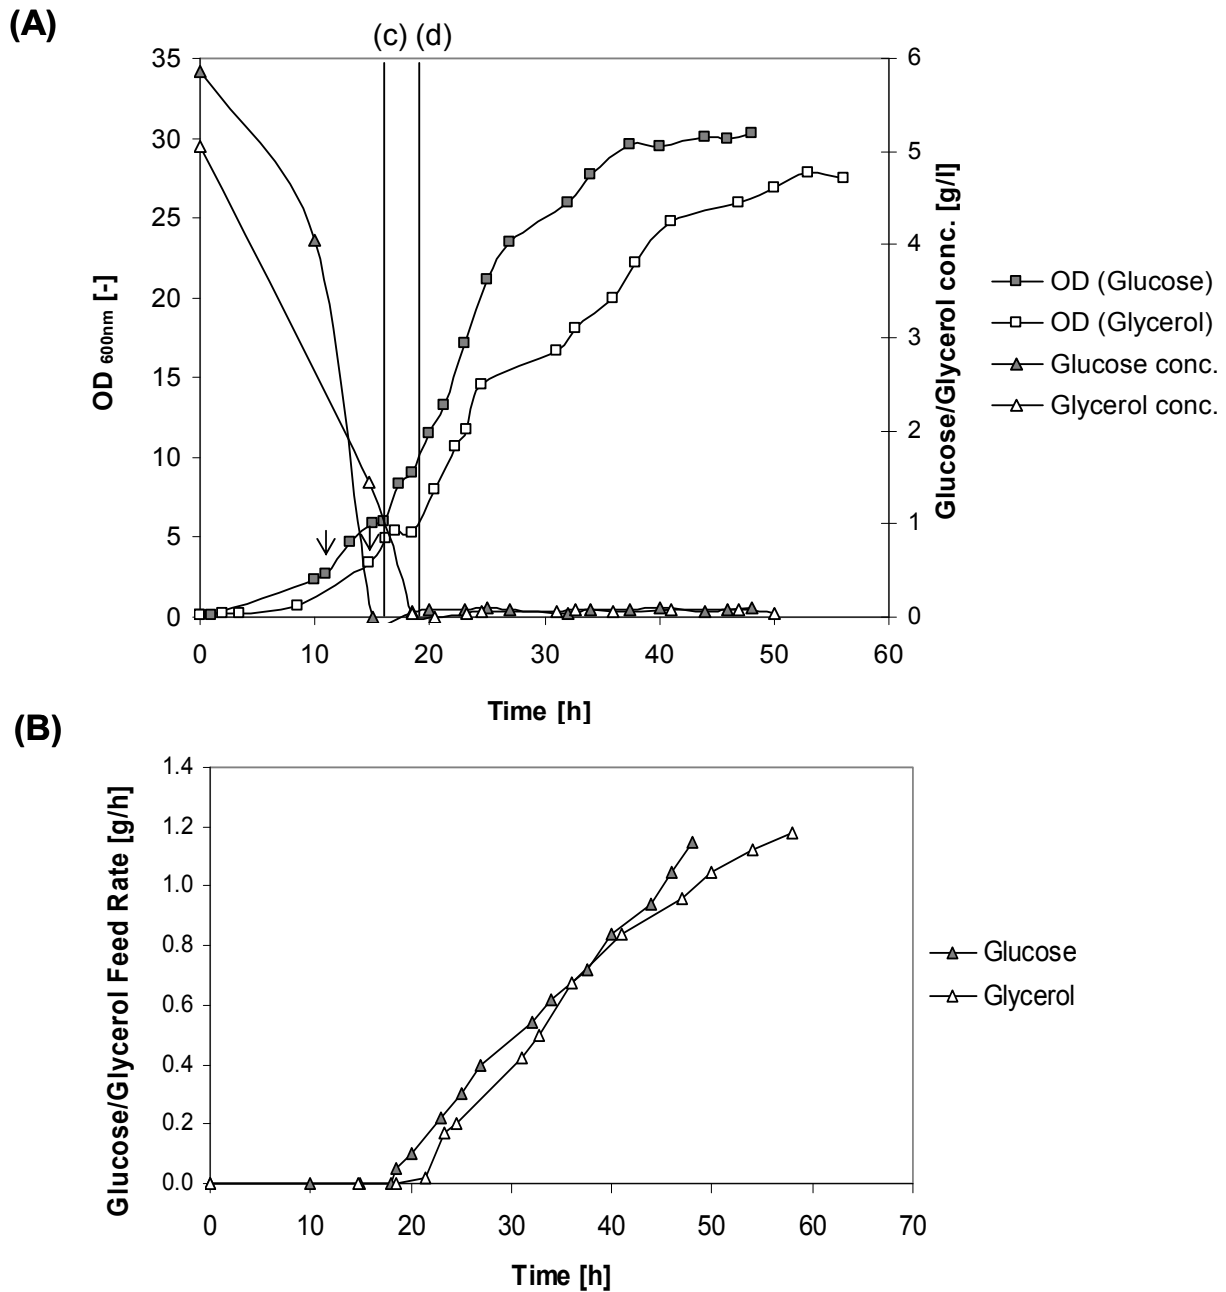 (A)
(c) (d)
35
30
25
20
15
10
5
0
OD 600nm [-]
6
5
4
3
2
1
0
Glucose/Glycerol conc. [g/l]
0 10 20 30 40 50 60
Time [h]
OD (Glucose)
OD (Glycerol)
Glucose conc.
Glycerol conc.
(B)
1.4
1.2
1.0
0.8
0.6
0.4
0.2
0.0
Glucose/Glycerol Feed Rate [g/h]
0 10 20 30 40 50 60 70
Time [h]
Glucose
Glycerol